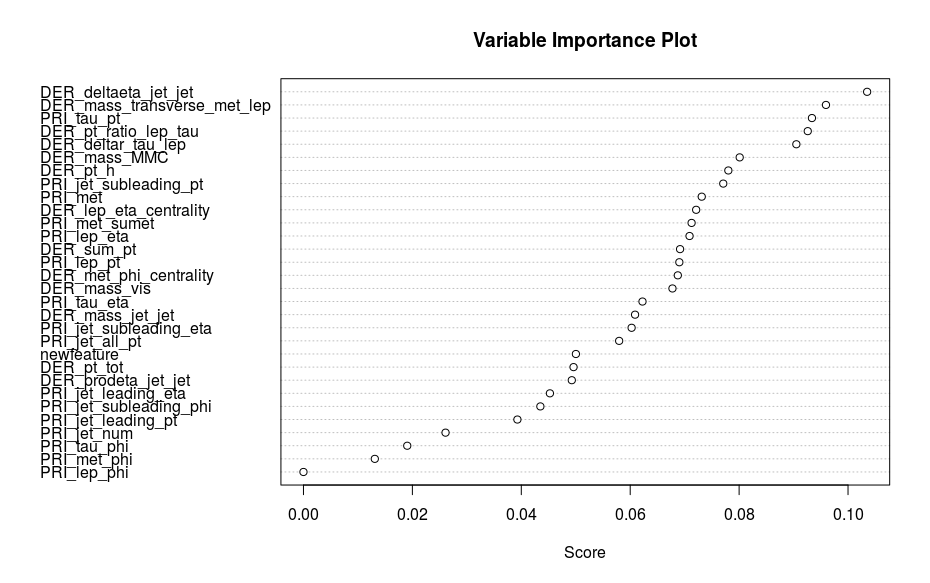 Variable Importance Plot
DER_deltaeta_jet_jet
DER_mass_transverse_met_lep
PRI_tau_pt
DER_pt_ratio_lep_tau
DER_deltar_tau_lep
DER_mass_MMC
DER_pt_h
PRI_jet_subleading_pt
PRI_met
DER_lep_eta_centrality
PRI_met_sumet
PRI_lep_eta
DER_sum_pt
PRI_lep_pt
DER_met_phi_centrality
DER_mass_vis
PRI_tau_eta
DER_mass_jet_jet
PRI_jet_subleading_eta
PRI_jet_all_pt
newfeature
DER_pt_tot
DER_prodeta_jet_jet
PRI_jet_leading_eta
PRI_jet_subleading_phi
PRI_jet_leading_pt
PRI_jet_num
PRI_tau_phi
PRI_met_phi
PRI_lep_phi
0.00 0.02 0.04 0.06 0.08 0.10
Score